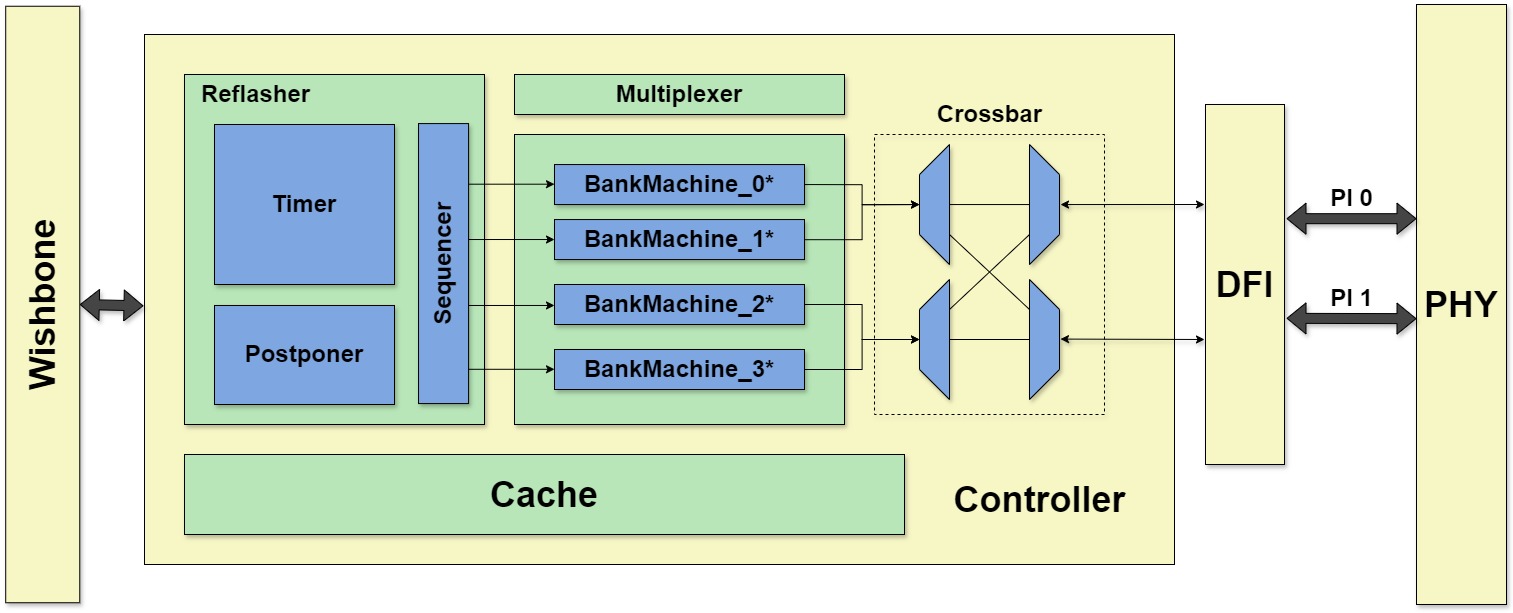 Wishbone
Reflasher
Timer
Postponer
Sequencer
Multiplexer
BankMachine_0*
BankMachine_1*
BankMachine_2*
BankMachine_3*
Crossbar
Cache
Controller
DFI
PI 0
PI 1
PHY